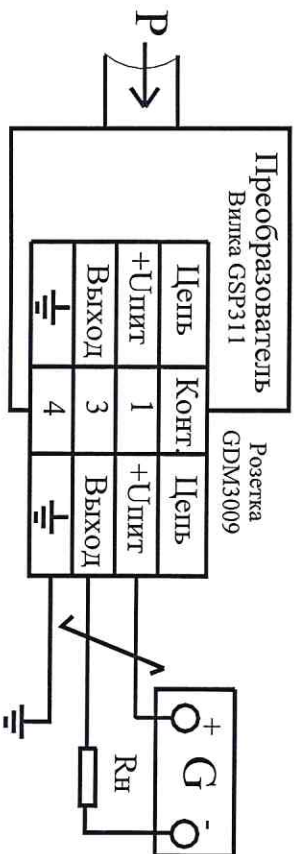 P
Преобразователь
Вилка GSP311
Розетка
GDM3009
Цепь Конт. Цепь
+Uпит 1 +Uпит
Выход 3 Выход
4
+ G -
Rн